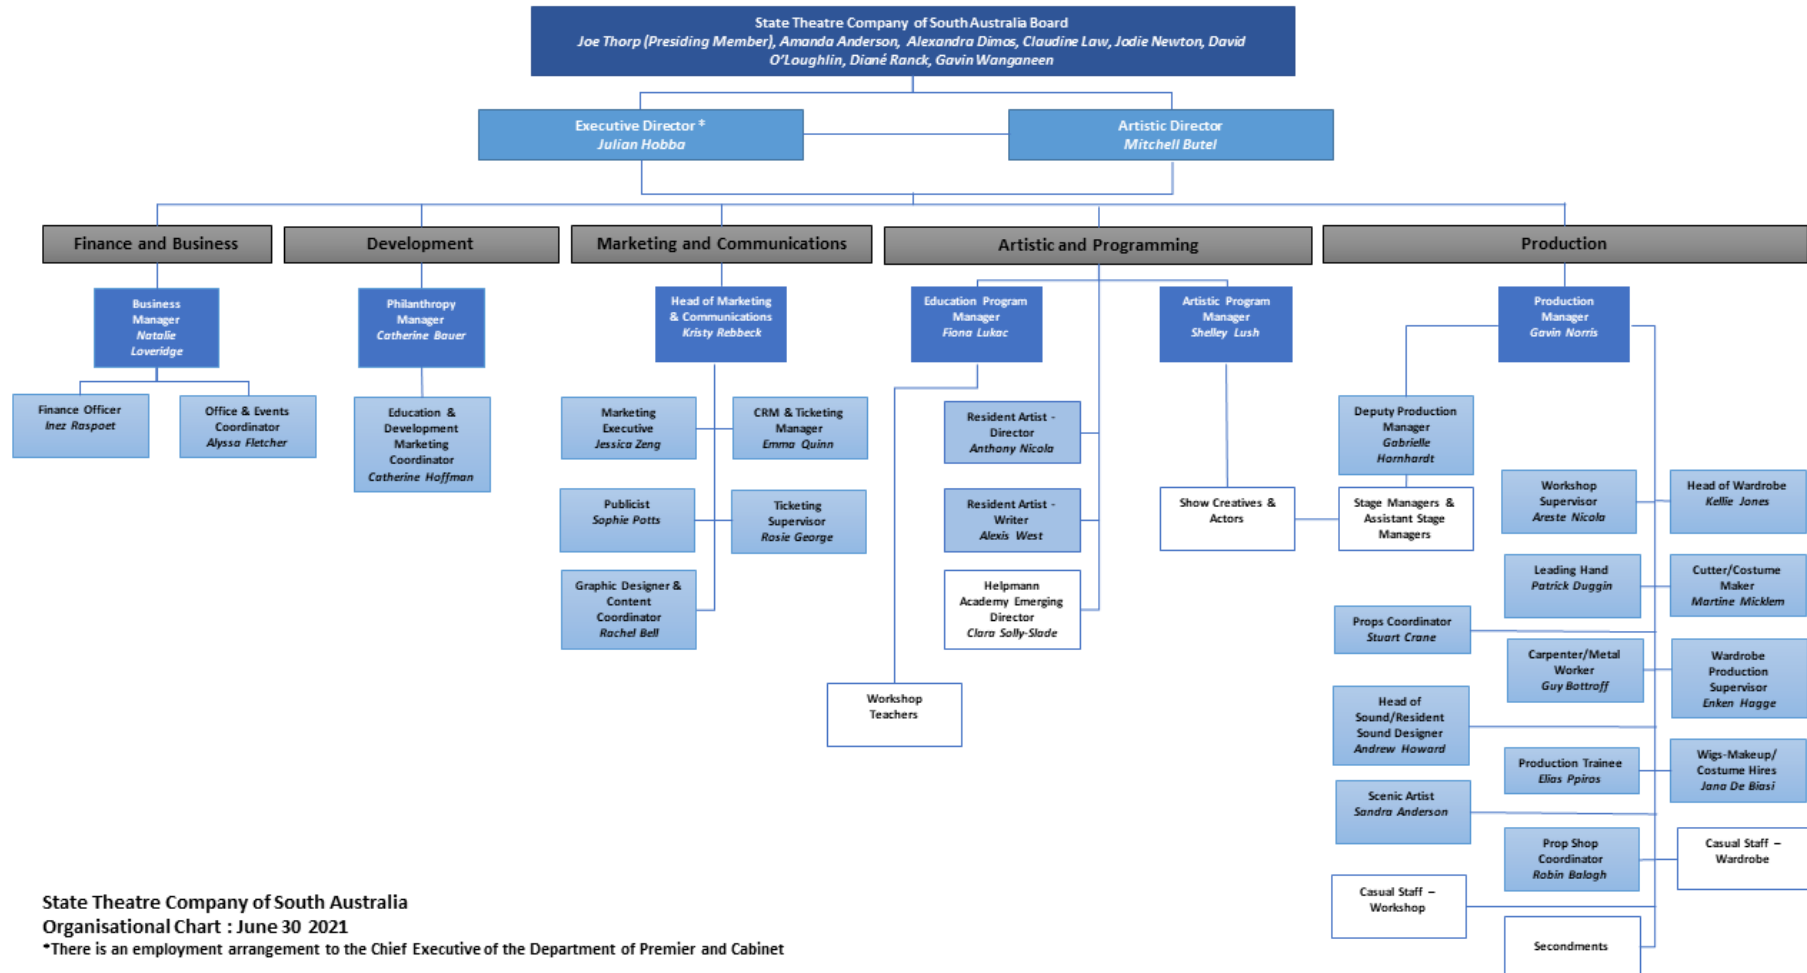 State Theatre Company of South Australia Board
Joe Thorp (Presiding Member), Amanda Anderson, Alexandra Dimos, Claudine Law, Jodie Newton, David
O'Loughlin, Diané Ranck, Gavin Wanganeen
Executive Director *
Julian Hobba
Artistic Director
Mitchell Butel
Finance and Business
Development
Marketing and Communications
Artistic and Programming
Production
Business
Manager
Natalie
Loveridge
Philanthropy
Manager
Catherine Bauer
Head of Marketing
& Communications
Kristy Rebbeck
Education Program
Manager
Fiona Lukac
Artistic Program
Manager
Shelley Lush
Production
Manager
Gavin Norris
Finance Officer
Inez Raspoet
Office & Events
Coordinator
Alyssa Fletcher
Education &
Development
Marketing
Coordinator
Catherine Hoffman
Marketing
Executive
Jessica Zeng
CRM & Ticketing
Manager
Emma Quinn
Resident Artist -
Director
Anthony Nicola
Deputy Production
Manager
Gabrielle
Hornhardt
Publicist
Sophie Potts
Ticketing
Supervisor
Rosie George
Resident Artist -
Writer
Alexis West
Show Creatives &
Actors
Stage Managers &
Assistant Stage
Managers
Workshop
Supervisor
Areste Nicola
Head of Wardrobe
Kellie Jones
Graphic Designer &
Content
Coordinator
Rachel Bell
Helpmann
Academy Emerging
Director
Clara Solly-Slade
Leading Hand
Patrick Duggin
Cutter/Costume
Maker
Martine Micklem
Props Coordinator
Stuart Crane
Carpenter/Metal
Worker
Guy Bottroff
Wardrobe
Production
Supervisor
Enken Hagge
Workshop
Teachers
Head of
Sound/Resident
Sound Designer
Andrew Howard
Production Trainee
Elias Ppiros
Wigs-Makeup/
Costume Hires
Jana De Biasi
Scenic Artist
Sandra Anderson
Prop Shop
Coordinator
Robin Balogh
Casual Staff –
Wardrobe
Casual Staff –
Workshop
Secondments
State Theatre Company of South Australia
Organisational Chart : June 30 2021
*There is an employment arrangement to the Chief Executive of the Department of Premier and Cabinet